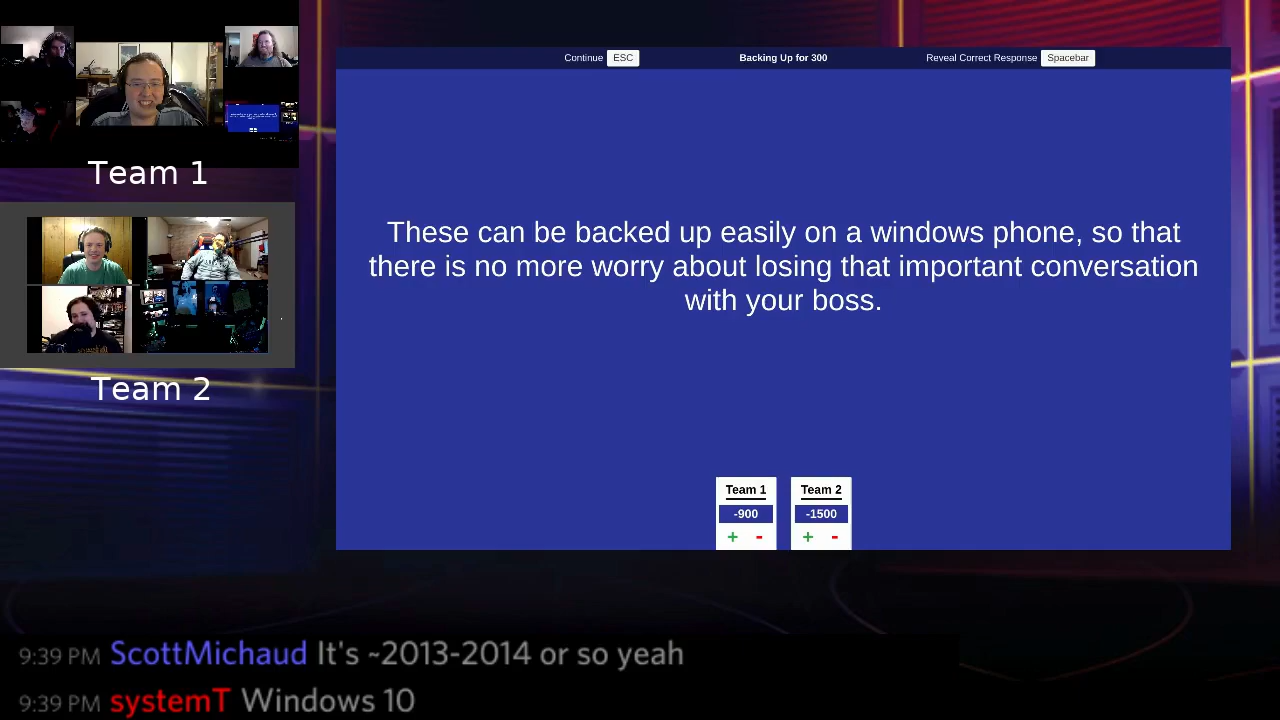 Continue ESC Backing Up for 300 Reveal Correct Response Spacebar
Team 1
Team 2
These can be backed up easily on a windows phone, so that
there is no more worry about losing that important conversation
with your boss.
Team 1 Team 2
-900 -1500
+ - + -
9:39 PM ScottMichaud It's ~2013-2014 or so yeah
9:39 PM systemT Windows 10